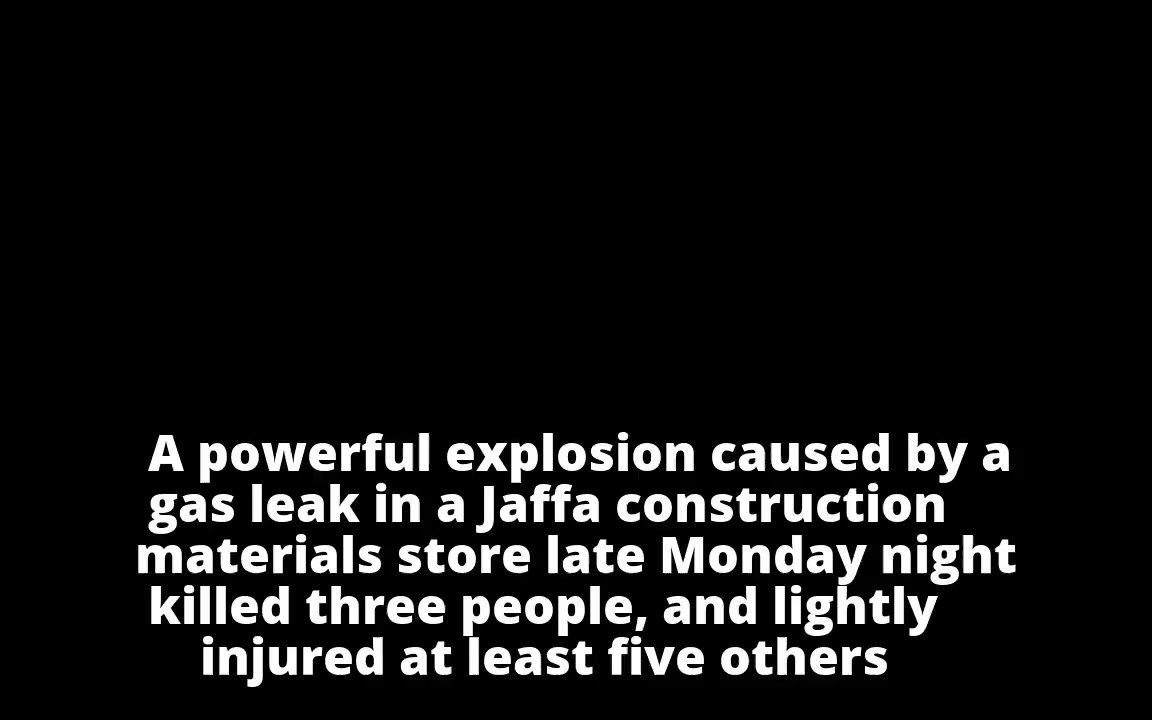 A powerful explosion caused by a
gas leak in a Jaffa construction
materials store late Monday night
killed three people, and lightly
injured at least five others